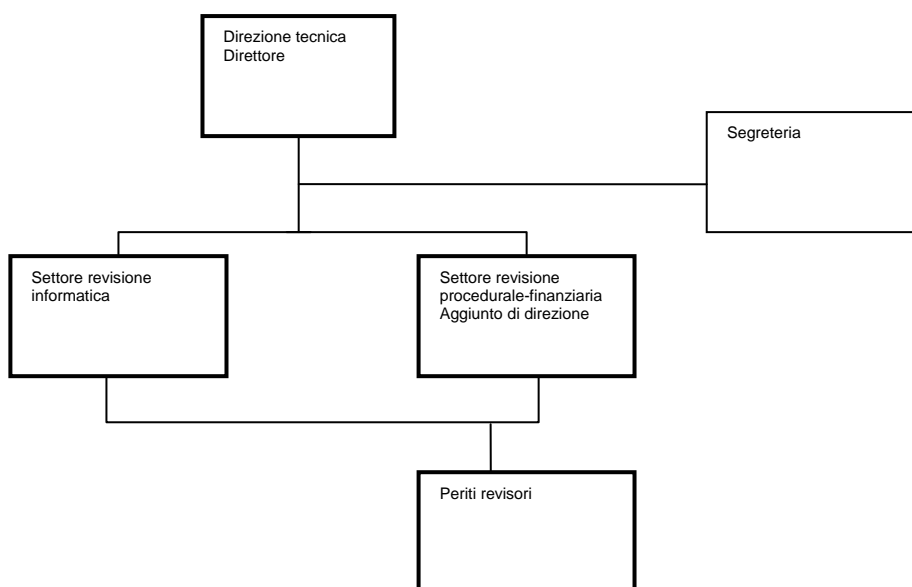 Direzione tecnica
Direttore
Segreteria
Settore revisione
informatica
Settore revisione
procedurale-finanziaria
Aggiunto di direzione
Periti revisori